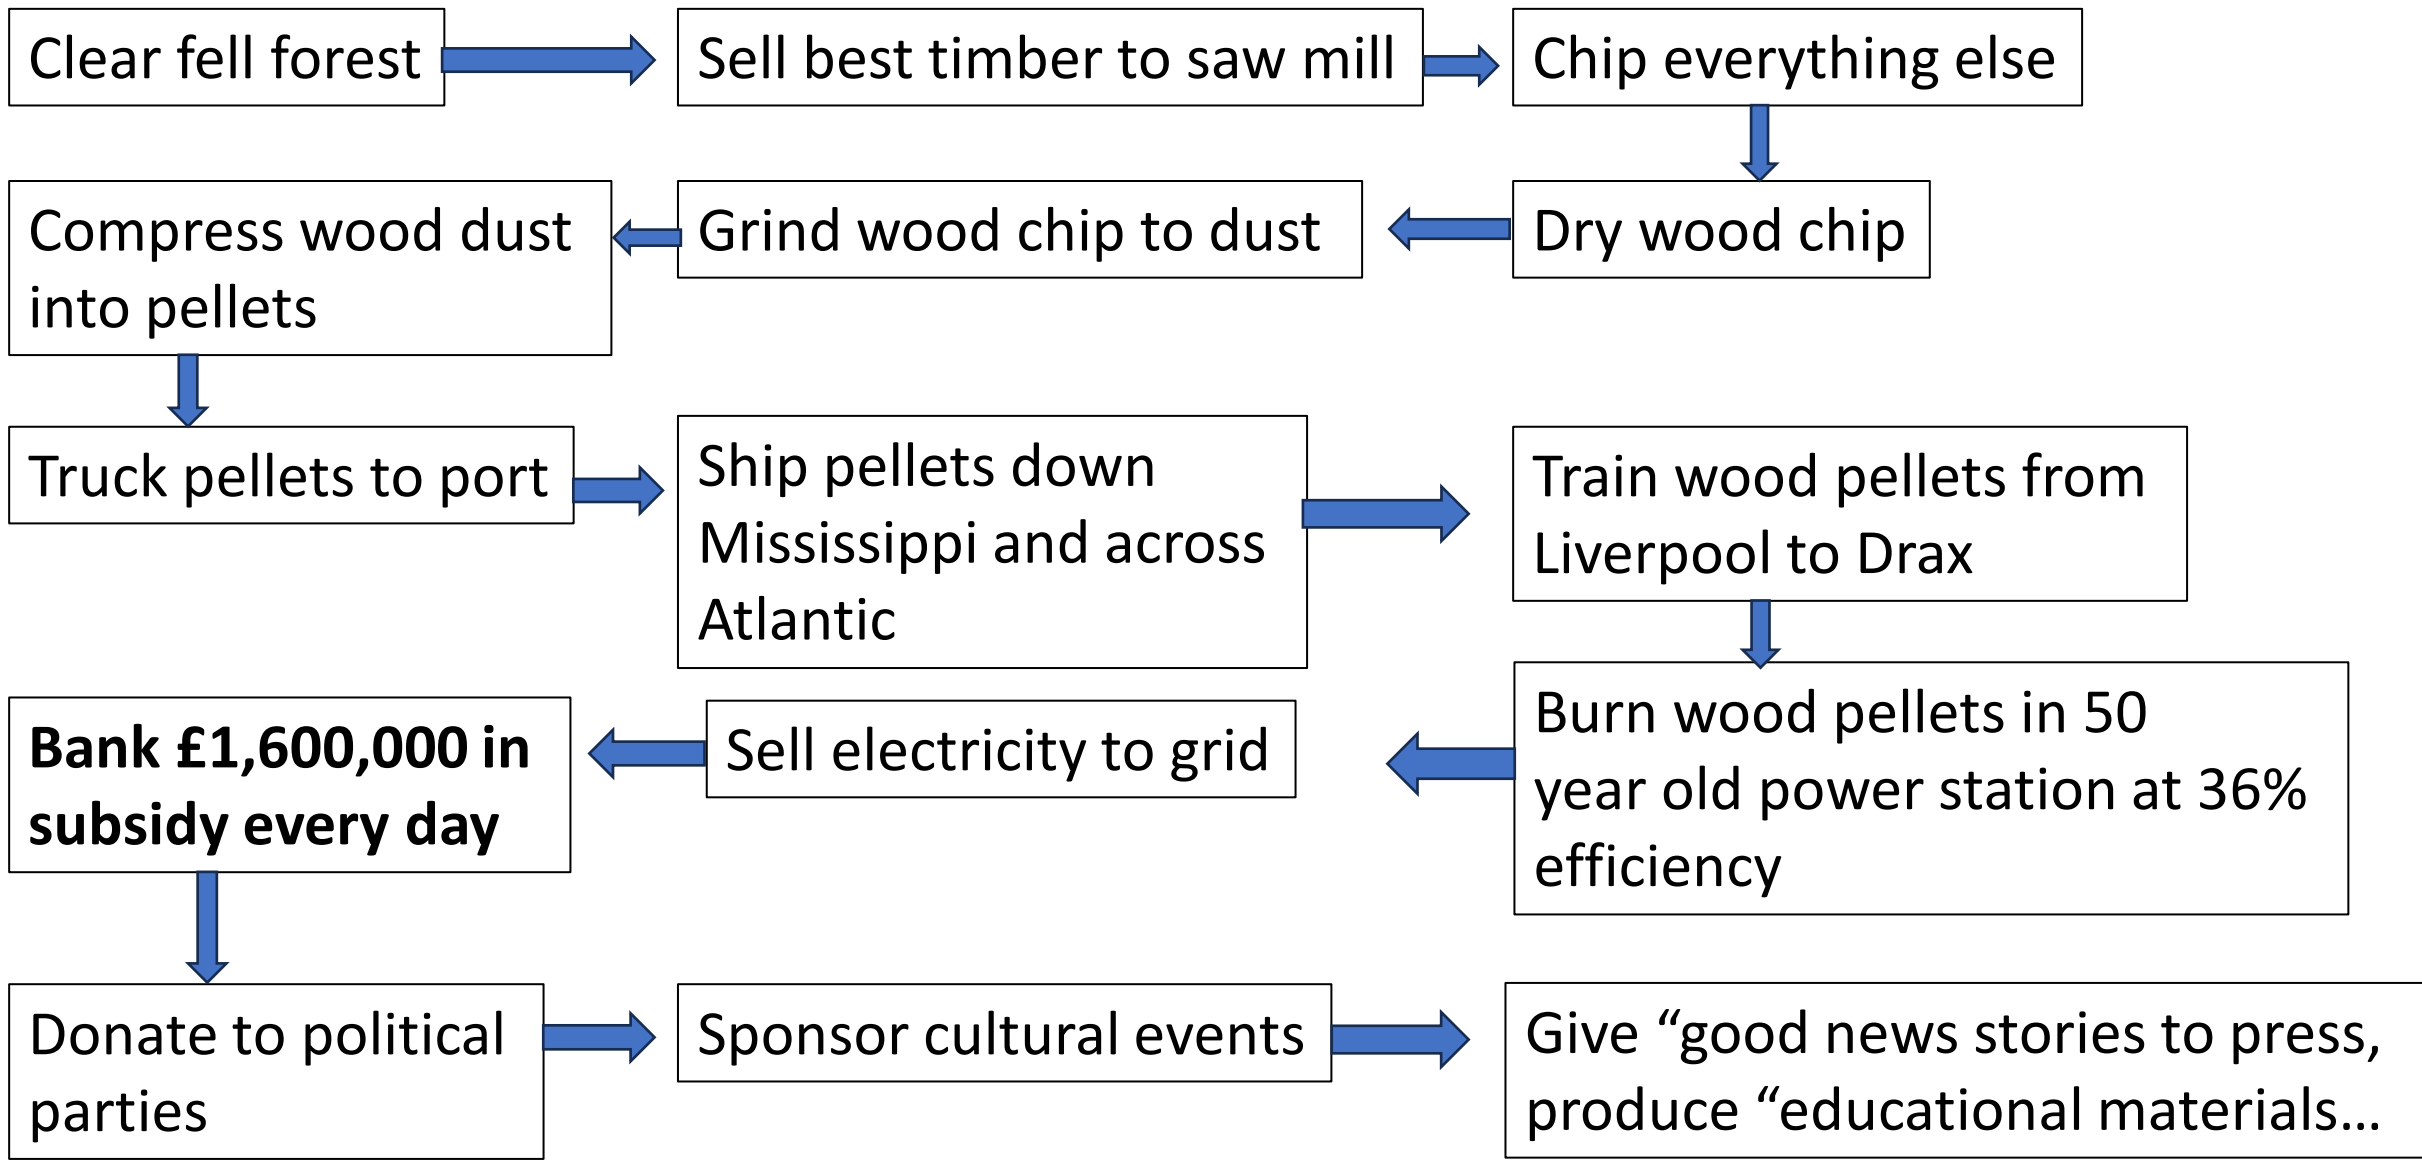 Clear fell forest
Sell best timber to saw mill
Chip everything else
Dry wood chip
Grind wood chip to dust
Compress wood dust
into pellets
Truck pellets to port
Ship pellets down
Mississippi and across
Atlantic
Train wood pellets from
Liverpool to Drax
Burn wood pellets in 50
year old power station at 36%
efficiency
Sell electricity to grid
Bank £1,600,000 in
subsidy every day
Donate to political
parties
Sponsor cultural events
Give “good news stories to press,
produce “educational materials…